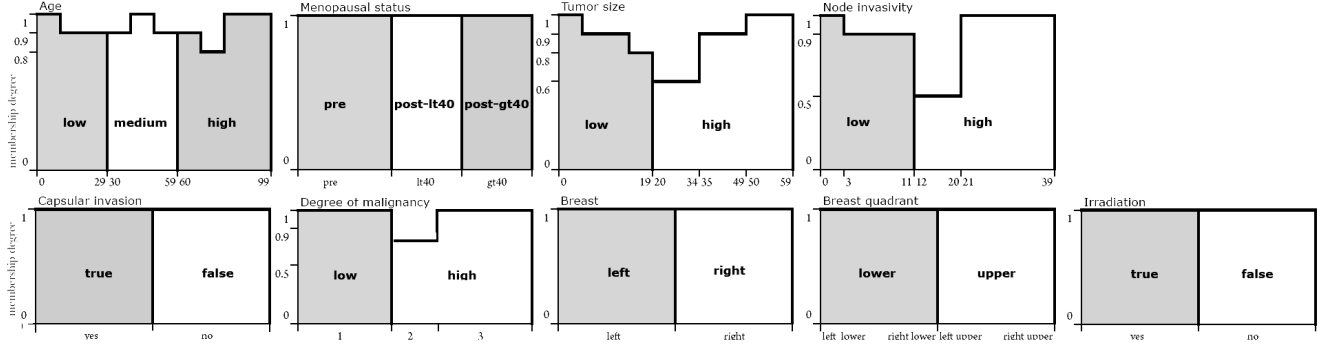 Age
Menopausal status
Tumor size
Node invasivity
1
0.9
0.8
0
membership degree
low
medium
high
0
29 30
59 60
99
1
0
pre
post-lt40
post-gt40
pre
lt40
gt40
1
0.9
0.8
0.6
0
low
high
0
19 20
34 35
49 50
59
1
0.9
0.5
0
low
high
0
3
11 12
20 21
39
Capsular invasion
Degree of malignancy
Breast
Breast quadrant
Irradiation
membership degree
1
true
false
yes
no
1
0.9
0.5
0
low
high
1
2
3
1
0
left
right
left
right
1
0
lower
upper
left lower
right lower
left upper
right upper
1
0
true
false
yes
no